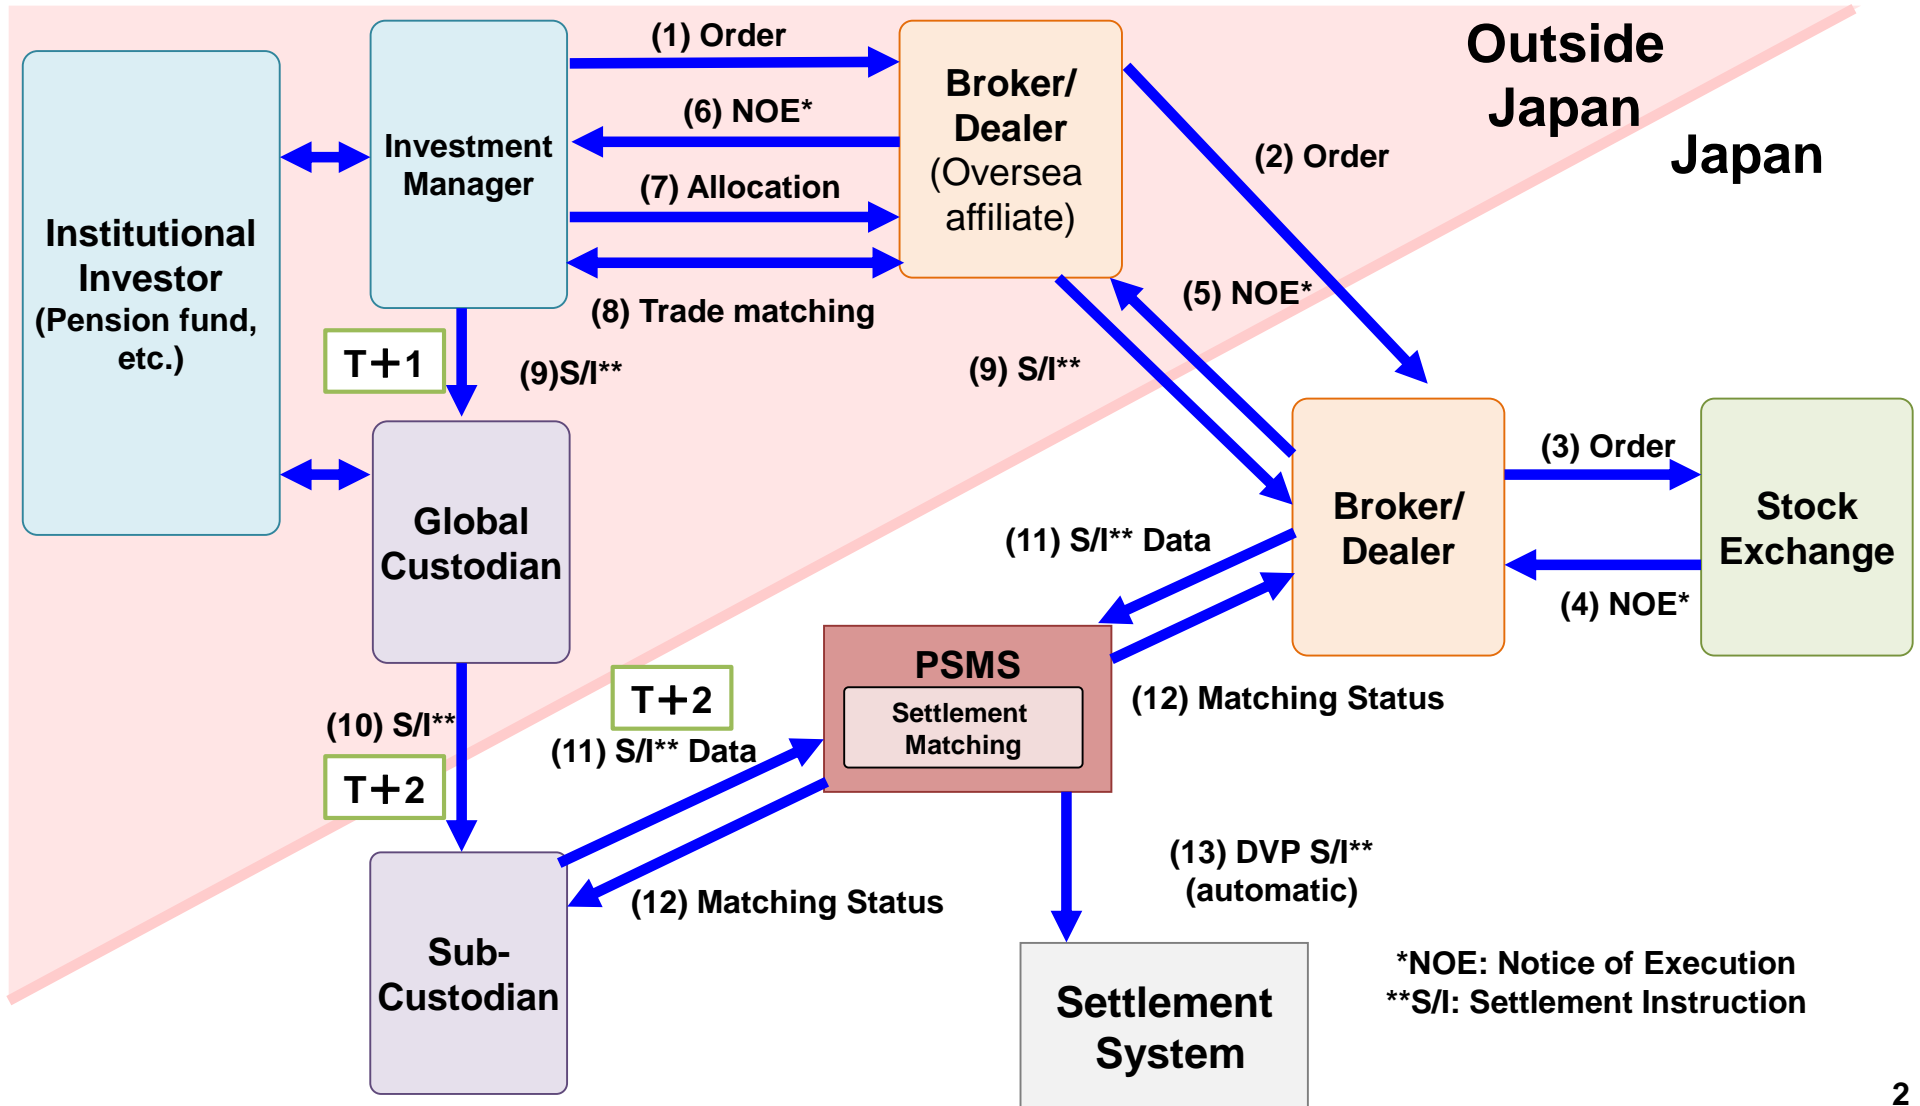 Outside
Japan
Japan
(1) Order
(6) NOE*
(7) Allocation
(8) Trade matching
Institutional
Investor
(Pension fund,
etc.)
Investment
Manager
Broker/
Dealer
(Oversea
affiliate)
(2) Order
(5) NOE*
(9) S/I**
T+1
(9)S/I**
Global
Custodian
(3) Order
Broker/
Dealer
Stock
Exchange
(4) NOE*
(11) S/I** Data
PSMS
Settlement
Matching
(12) Matching Status
T+2
(10) S/I**
(11) S/I** Data
T+2
(12) Matching Status
(13) DVP S/I**
(automatic)
Sub-
Custodian
Settlement
System
*NOE: Notice of Execution
**S/I: Settlement Instruction
2